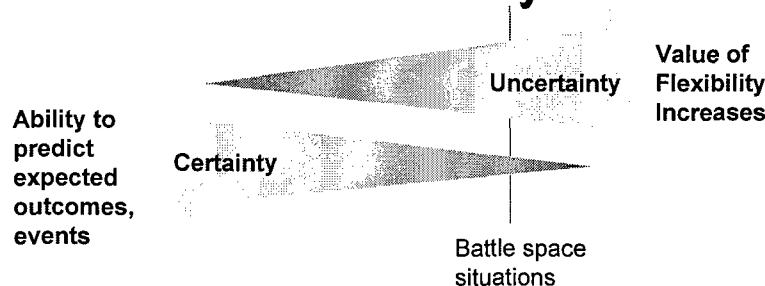 Value of
Flexibility
Increases
Uncertainty
Ability to
predict
expected
outcomes,
events
Certainty
Battle space
situations